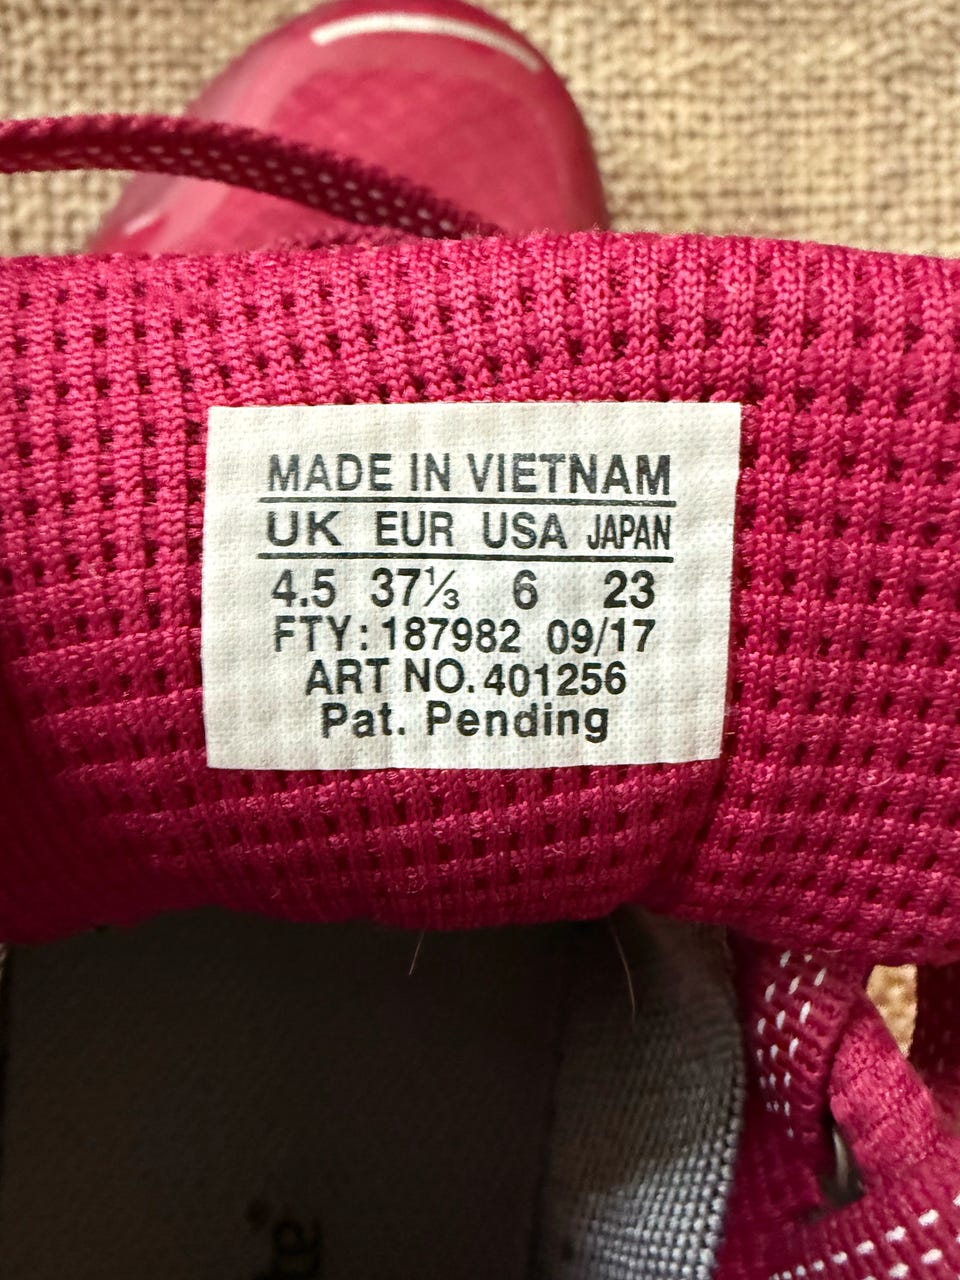 MADE IN VIETNAM
UK EUR USA JAPAN
4.5 37⅓ 6 23
FTY: 187982 09/17
ART NO. 401256
Pat. Pending